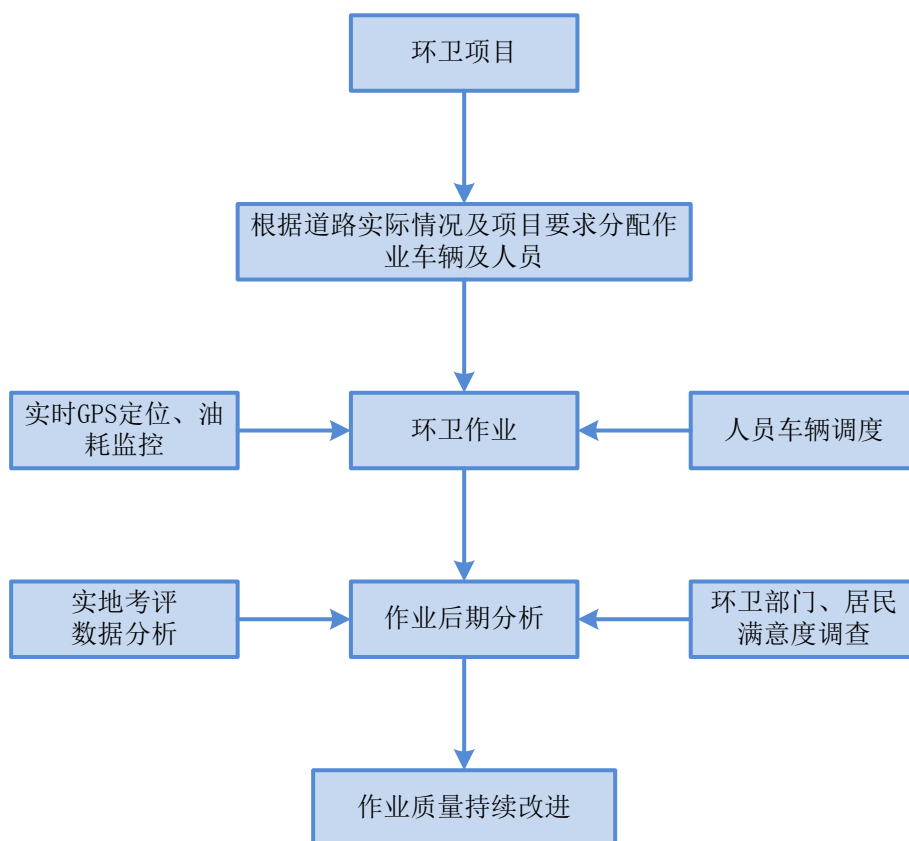 环卫项目
根据道路实际情况及项目要求分配作
业车辆及人员
实时GPS定位、油
耗监控
环卫作业
人员车辆调度
实地考评
数据分析
作业后期分析
环卫部门、居民
满意度调查
作业质量持续改进